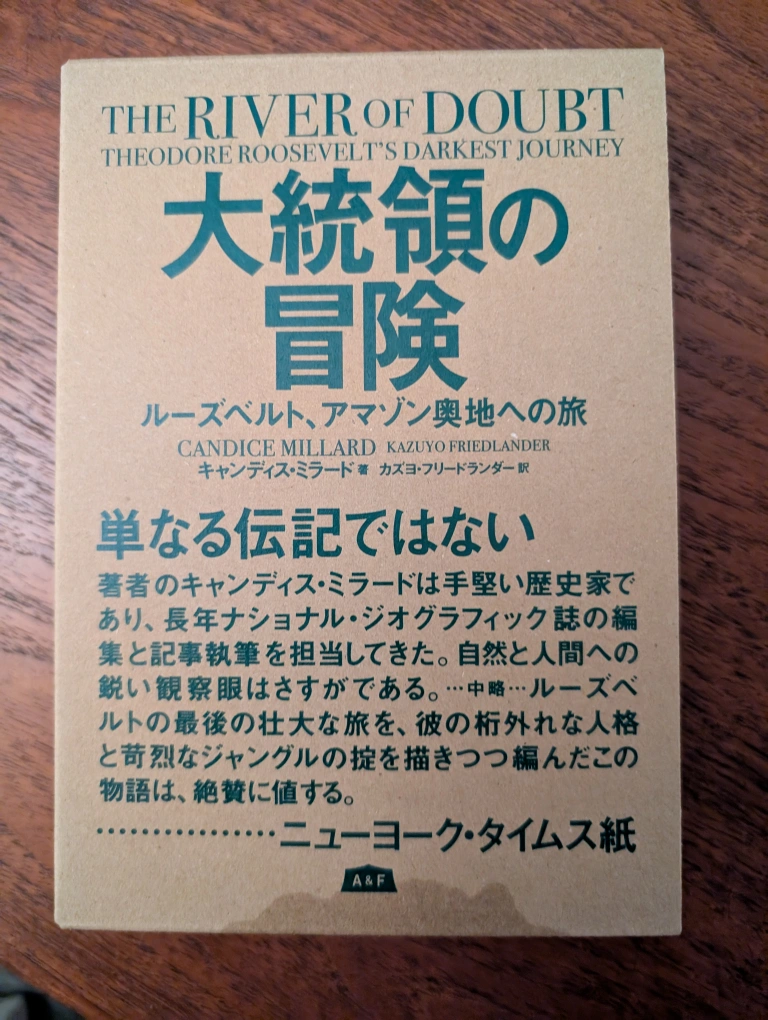 THE RIVER OF DOUBT
THEODORE ROOSEVELT'S DARKEST JOURNEY
大統領の
冒険
ルーズベルト、アマゾン奥地への旅
CANDICE MILLARD KAZUYO FRIEDLANDER
キャンディス・ミラード 著 カズヨ・フリードランダー 訳
単なる伝記ではない
著者のキャンディス・ミラードは手堅い歴史家で
あり、長年ナショナル・ジオグラフィック誌の編
集と記事執筆を担当してきた。自然と人間への
鋭い観察眼はさすがである。…中略…ルーズベ
ルトの最後の壮大な旅を、彼の桁外れな人格
と苛烈なジャングルの掟を描きつつ編んだこの
物語は、絶賛に値する。
················ニューヨーク・タイムス紙
A&F